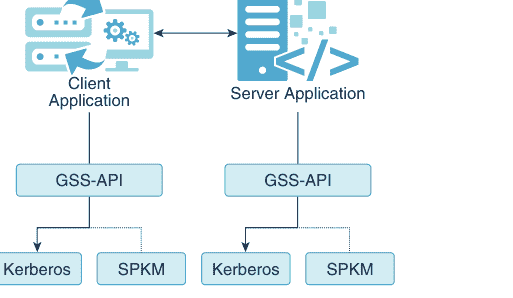 Client
Application
Server Application
GSS-API
GSS-API
Kerberos
SPKM
Kerberos
SPKM